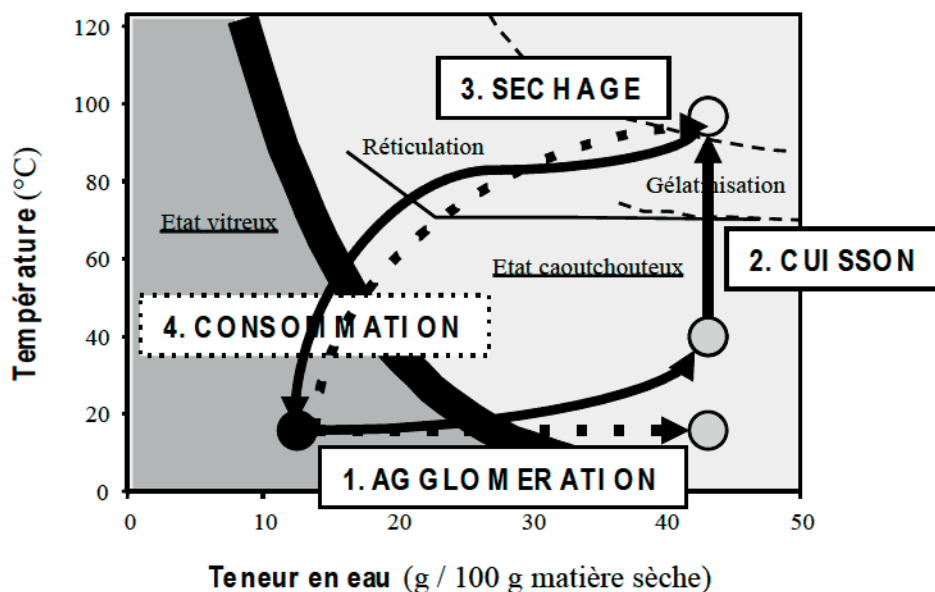 120
100
80
60
40
20
0
Température (°C)
3. SECHAGE
Réticulation
Gélatinisation
Etat vitreux
2. CUISSON
Etat caoutchouteux
4. CONSOMMATION
1. AGGLOMERATION
0 10 20 30 40 50
Teneur en eau (g / 100 g matière sèche)